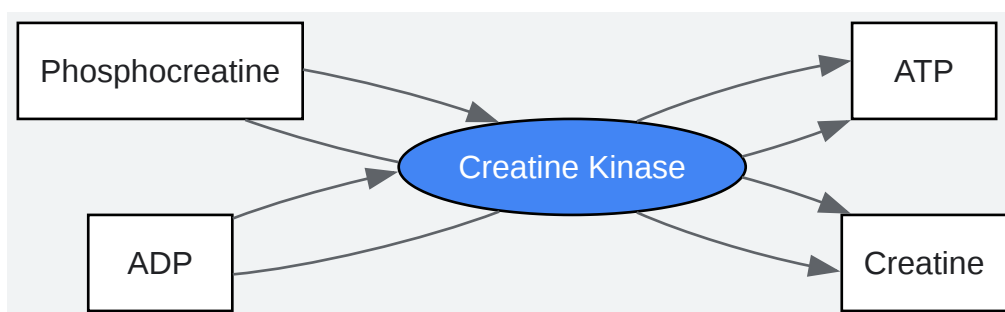 Phosphocreatine
ATP
Creatine Kinase
ADP
Creatine